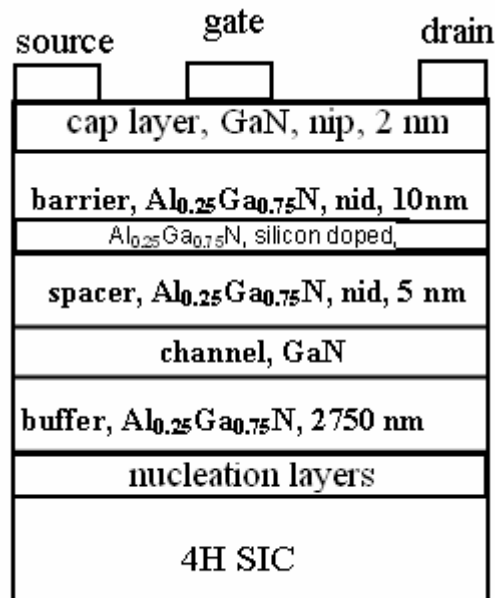 source gate drain
cap layer, GaN, nip, 2 nm
barrier, Al0.25Ga0.75N, nid, 10nm
Al0.25Ga0.75N, silicon doped,
spacer, Al0.25Ga0.75N, nid, 5 nm
channel, GaN
buffer, Al0.25Ga0.75N, 2750 nm
nucleation layers
4H SIC